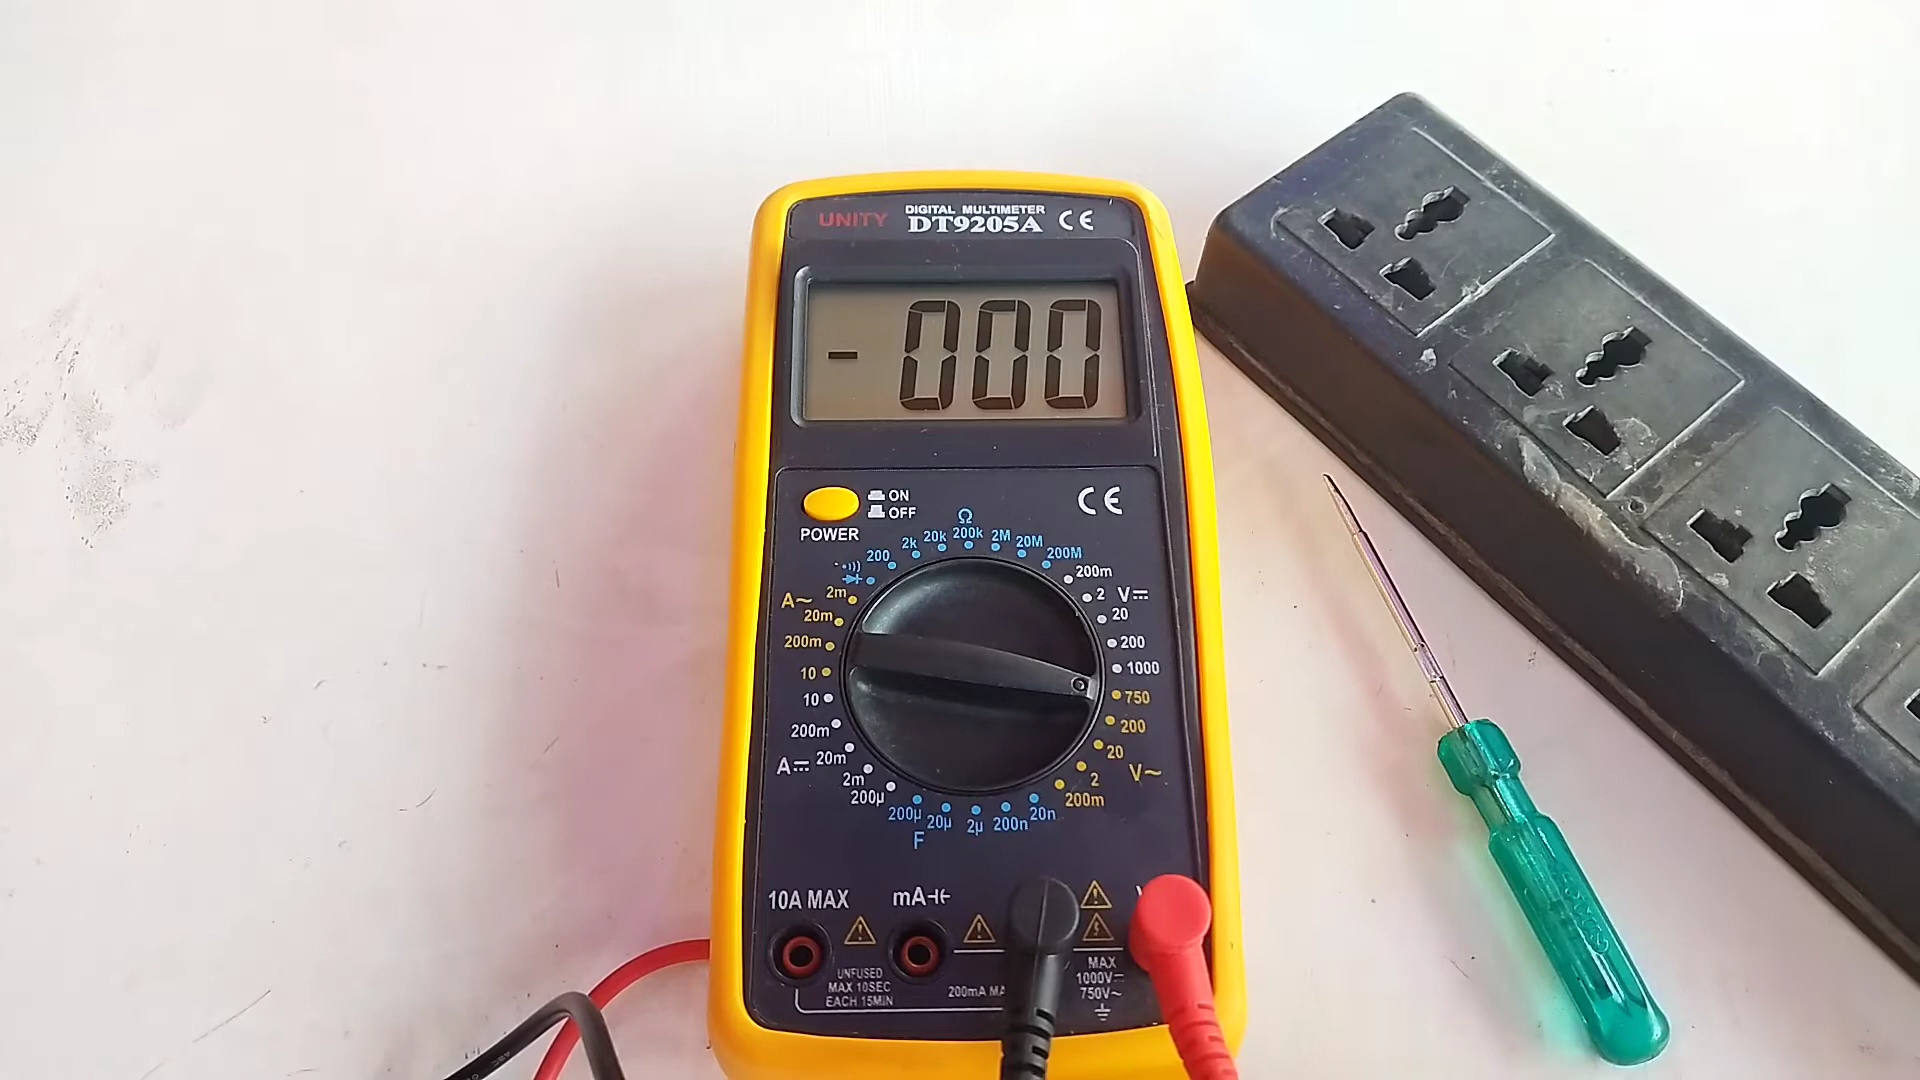 UNITY
DIGITAL MULTIMETER
DT9205A
CE
- 000
ON
OFF
POWER
CE
Ω
200
2k
20k
200k
2M
20M
200M
200m
2
V⎓
20
200
1000
750
200
20
2
V~
200m
A~
2m
20m
200m
10
10
200m
20m
A⎓
2m
200µ
200µ
20µ
2µ
200n
20n
F
10A MAX
mA
UNFUSED
MAX 10SEC
EACH 15MIN
200mA
MAX
1000V⎓
750V~